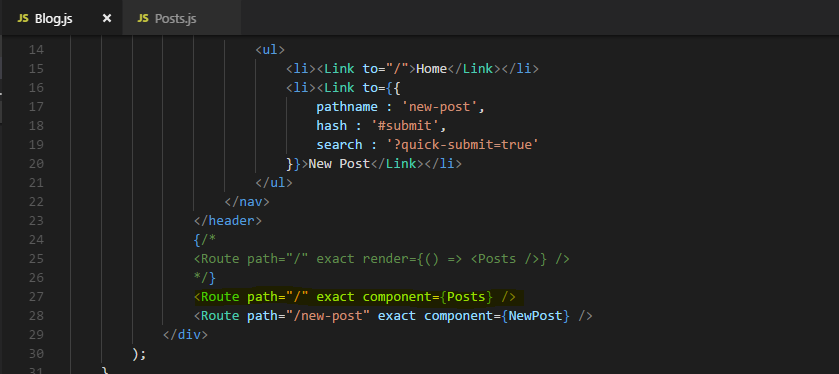 JS Blog.js × JS Posts.js
14 <ul>
15 <li><Link to="/">Home</Link></li>
16 <li><Link to={{
17 pathname : 'new-post',
18 hash : '#submit',
19 search : '?quick-submit=true'
20 }}>New Post</Link></li>
21 </ul>
22 </nav>
23 </header>
24 {/*
25 <Route path="/" exact render={() => <Posts />} />
26 */}
27 <Route path="/" exact component={Posts} />
28 <Route path="/new-post" exact component={NewPost} />
29 </div>
30 );
31 }